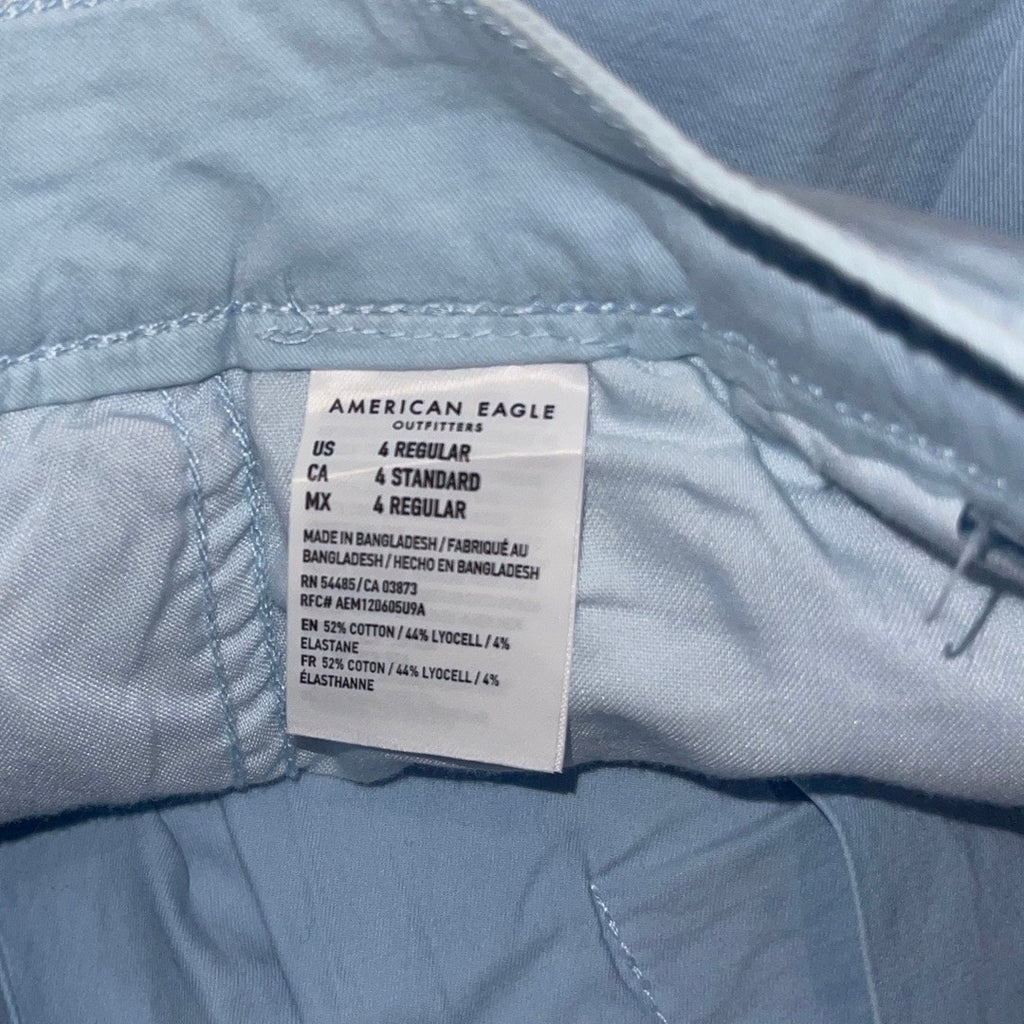 AMERICAN EAGLE
OUTFITTERS
US 4 REGULAR
CA 4 STANDARD
MX 4 REGULAR
MADE IN BANGLADESH / FABRIQUÉ AU
BANGLADESH / HECHO EN BANGLADESH
RN 54485 / CA 03873
RFC# AEM120605U9A
EN 52% COTTON / 44% LYOCELL / 4%
ELASTANE
FR 52% COTON / 44% LYOCELL / 4%
ÉLASTHANNE